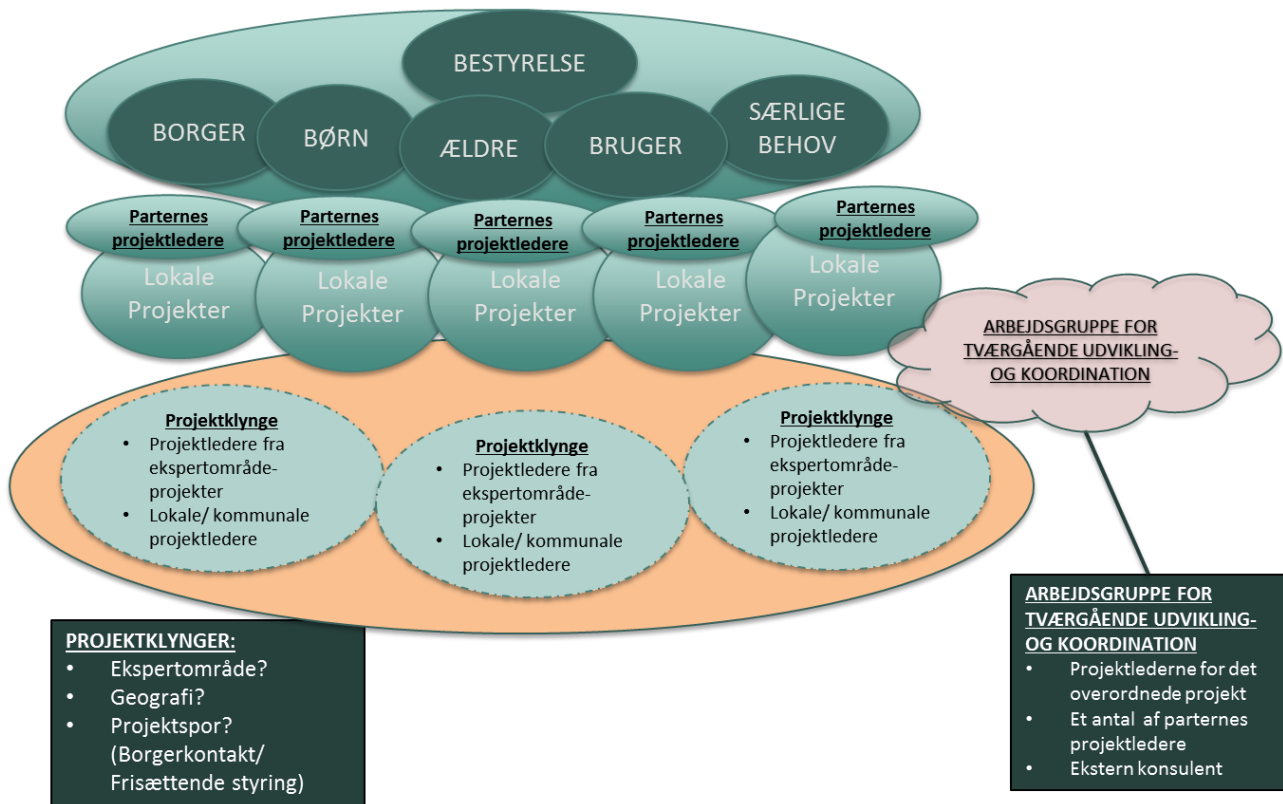 BESTYRELSE
BORGER
BØRN
ÆLDRE
BRUGER
SÆRLIGE
BEHOV
Parternes
projektledere
Parternes
projektledere
Parternes
projektledere
Parternes
projektledere
Parternes
projektledere
Lokale
Projekter
Lokale
Projekter
Lokale
Projekter
Lokale
Projekter
Lokale
Projekter
ARBEJDSGRUPPE FOR
TVÆRGÅENDE UDVIKLING-
OG KOORDINATION
Projektklynge
• Projektledere fra
ekspertområde-
projekter
• Lokale/ kommunale
projektledere
Projektklynge
• Projektledere fra
ekspertområde-
projekter
• Lokale/ kommunale
projektledere
Projektklynge
• Projektledere fra
ekspertområde-
projekter
• Lokale/ kommunale
projektledere
PROJEKTKLYNGER:
• Ekspertområde?
• Geografi?
• Projektspor?
(Borgerkontakt/
Frisættende styring)
ARBEJDSGRUPPE FOR
TVÆRGÅENDE UDVIKLING-
OG KOORDINATION
• Projektlederne for det
overordnede projekt
• Et antal af parternes
projektledere
• Ekstern konsulent